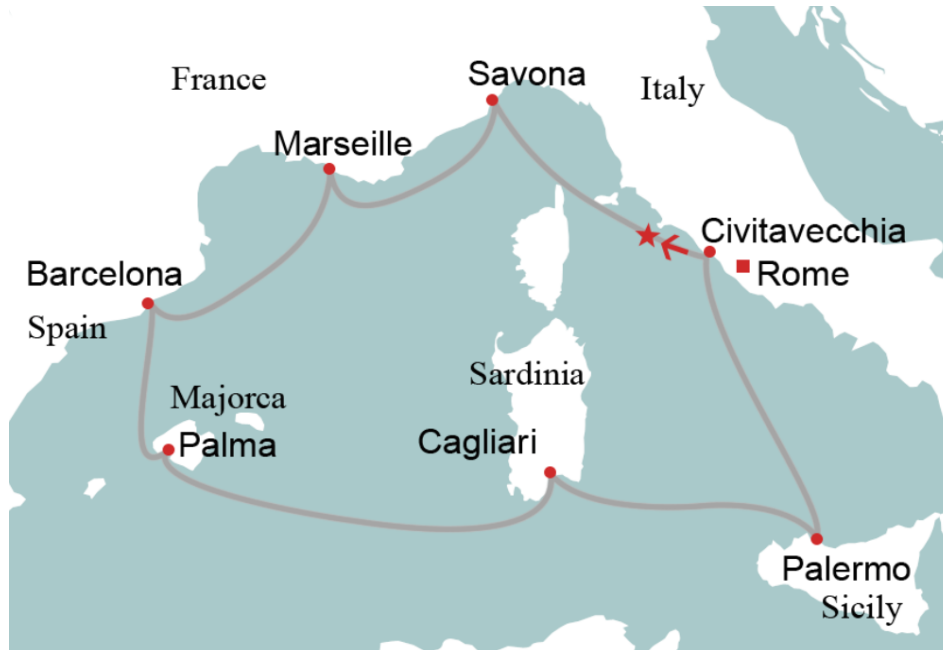 Savona
France
Italy
Marseille
Civitavecchia
Rome
Barcelona
Spain
Sardinia
Majorca
Palma
Cagliari
Palermo
Sicily